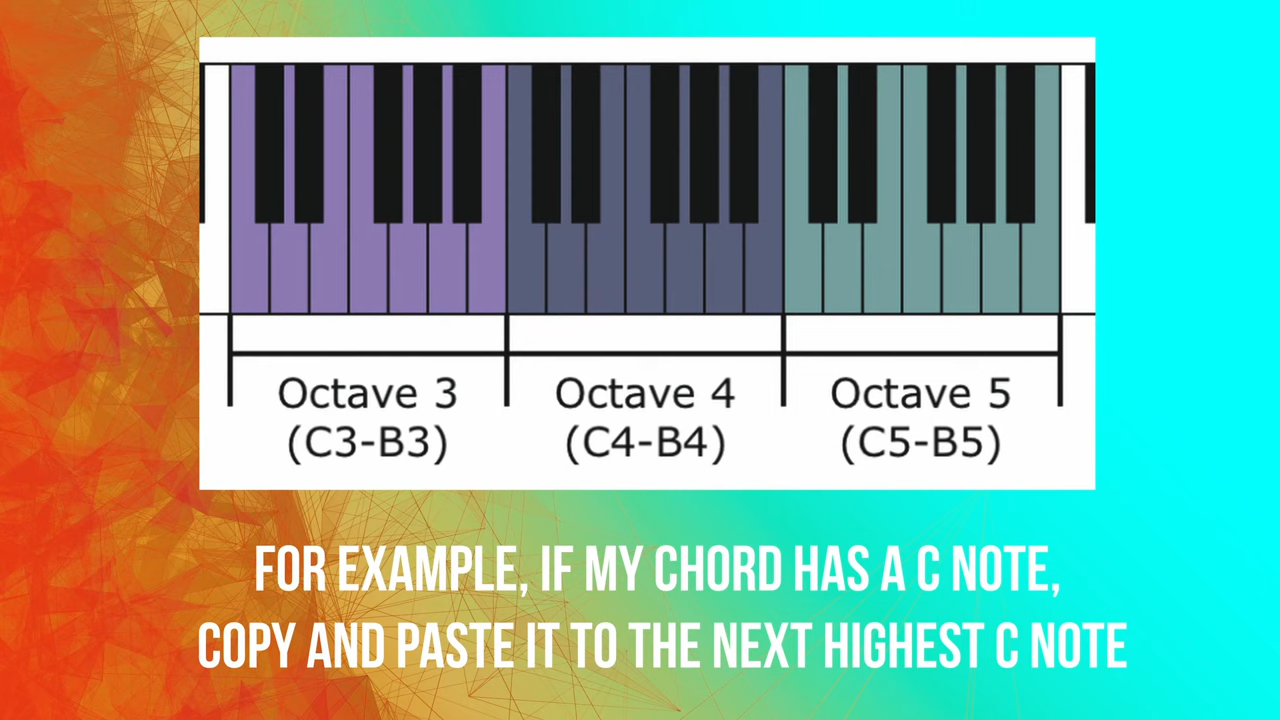 Octave 3
(C3-B3)
Octave 4
(C4-B4)
Octave 5
(C5-B5)
FOR EXAMPLE, IF MY CHORD HAS A C NOTE,
COPY AND PASTE IT TO THE NEXT HIGHEST C NOTE